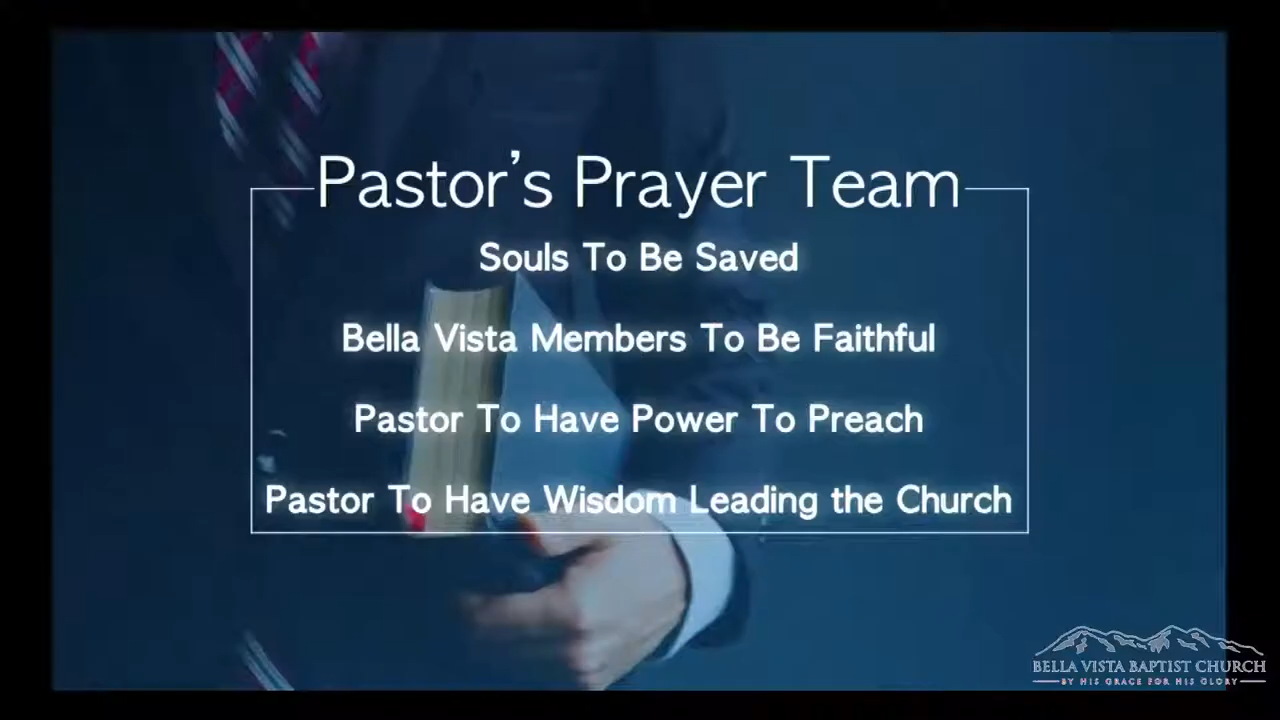 Pastor's Prayer Team
Souls To Be Saved
Bella Vista Members To Be Faithful
Pastor To Have Power To Preach
Pastor To Have Wisdom Leading the Church
BELLA VISTA BAPTIST CHURCH
BY HIS GRACE FOR HIS GLORY